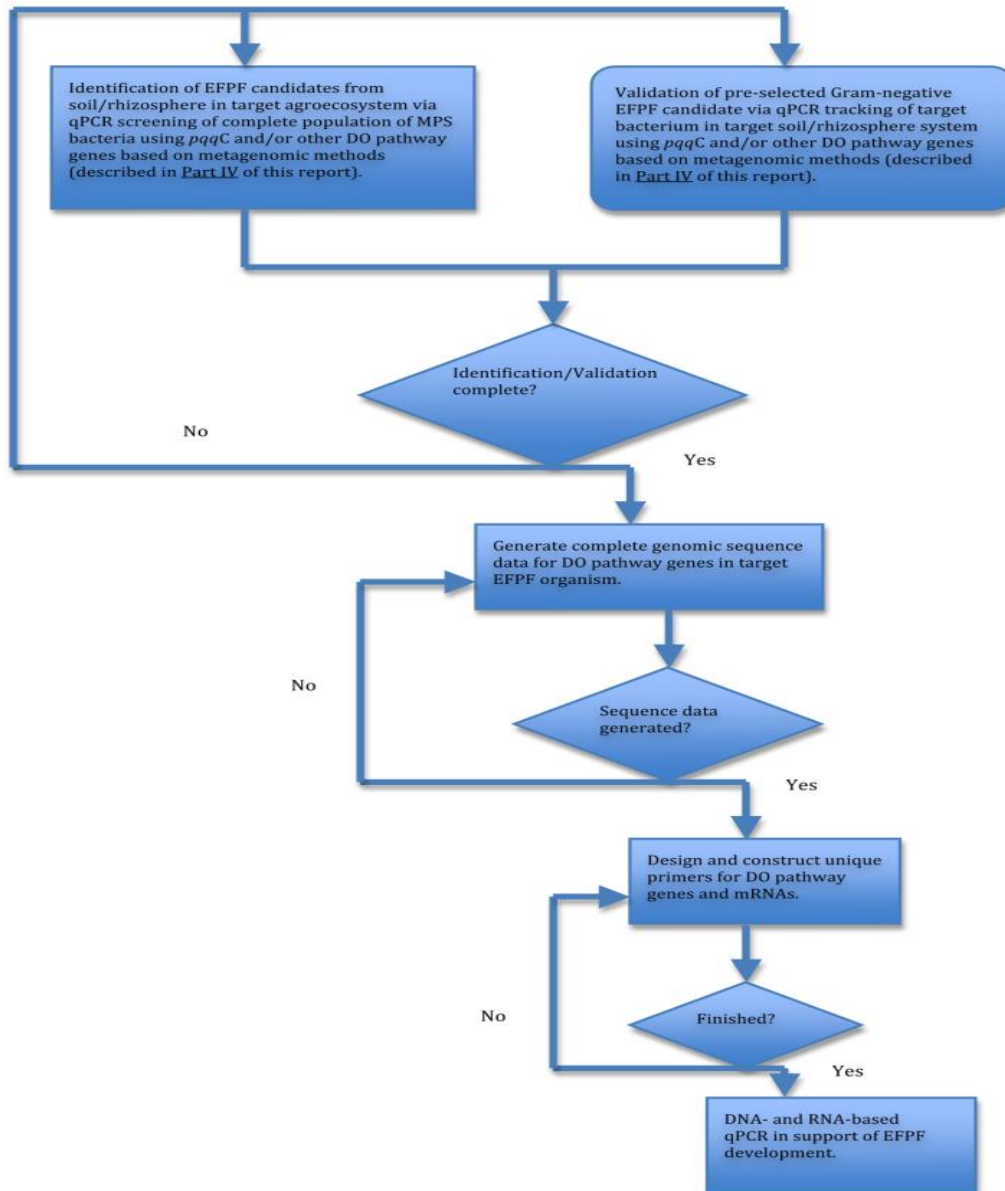 Identification of EFPF candidates from
soil/rhizosphere in target agroecosystem via
qPCR screening of complete population of MPS
bacteria using pqqC and/or other DO pathway
genes based on metagenomic methods
(described in Part IV of this report).
Validation of pre-selected Gram-negative
EFPF candidate via qPCR tracking of target
bacterium in target soil/rhizosphere system
using pqqC and/or other DO pathway genes
based on metagenomic methods (described
in Part IV of this report).
Identification/Validation
complete?
No
Yes
Generate complete genomic sequence
data for DO pathway genes in target
EFPF organism.
No
Sequence data
generated?
Yes
Design and construct unique
primers for DO pathway
genes and mRNAs.
No
Finished?
Yes
DNA- and RNA-based
qPCR in support of EFPF
development.